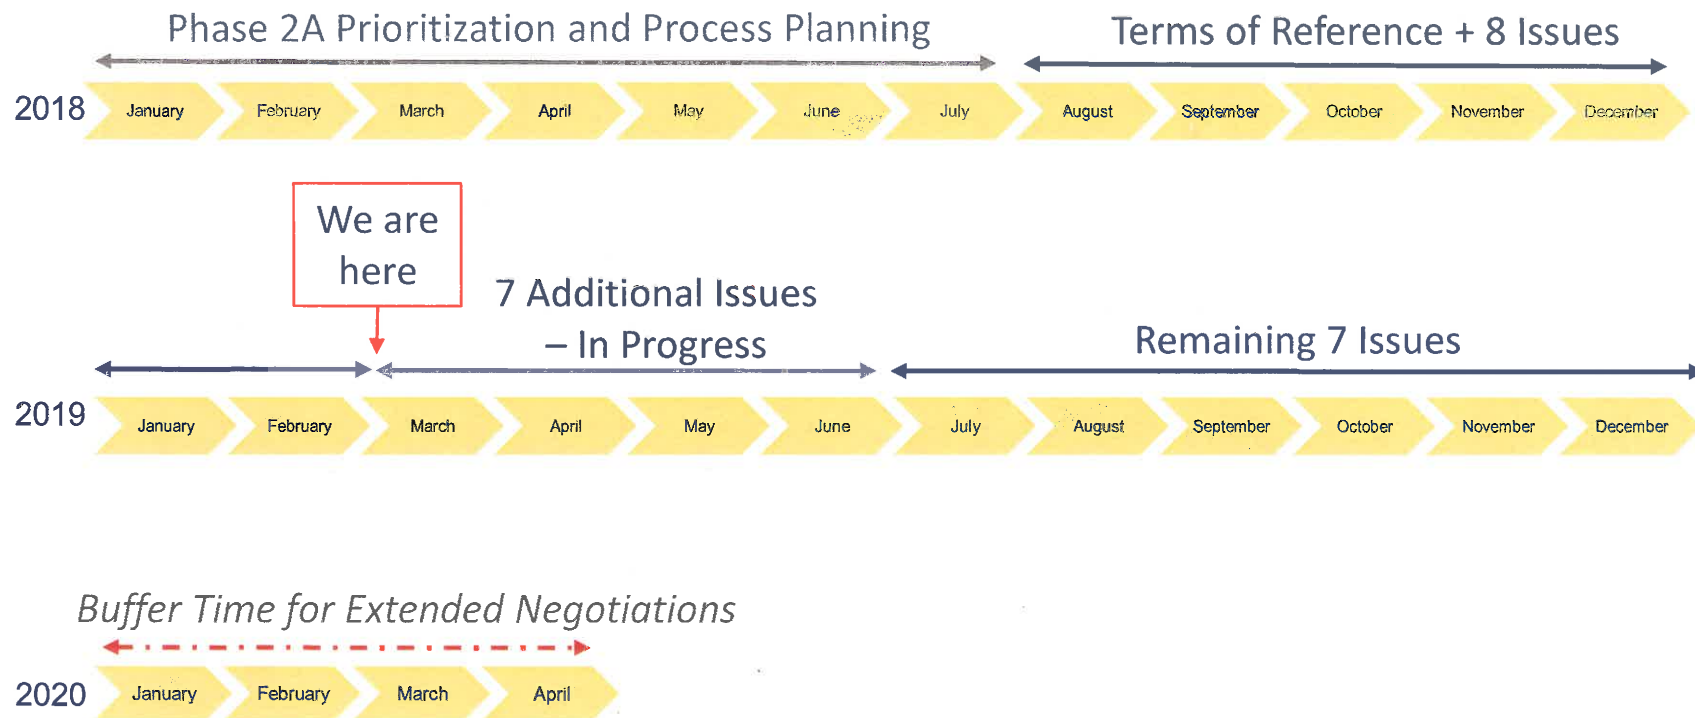 Phase 2A Prioritization and Process Planning
Terms of Reference + 8 Issues
2018
January
February
March
April
May
June
July
August
September
October
November
December
We are
here
7 Additional Issues
– In Progress
Remaining 7 Issues
2019
January
February
March
April
May
June
July
August
September
October
November
December
Buffer Time for Extended Negotiations
2020
January
February
March
April